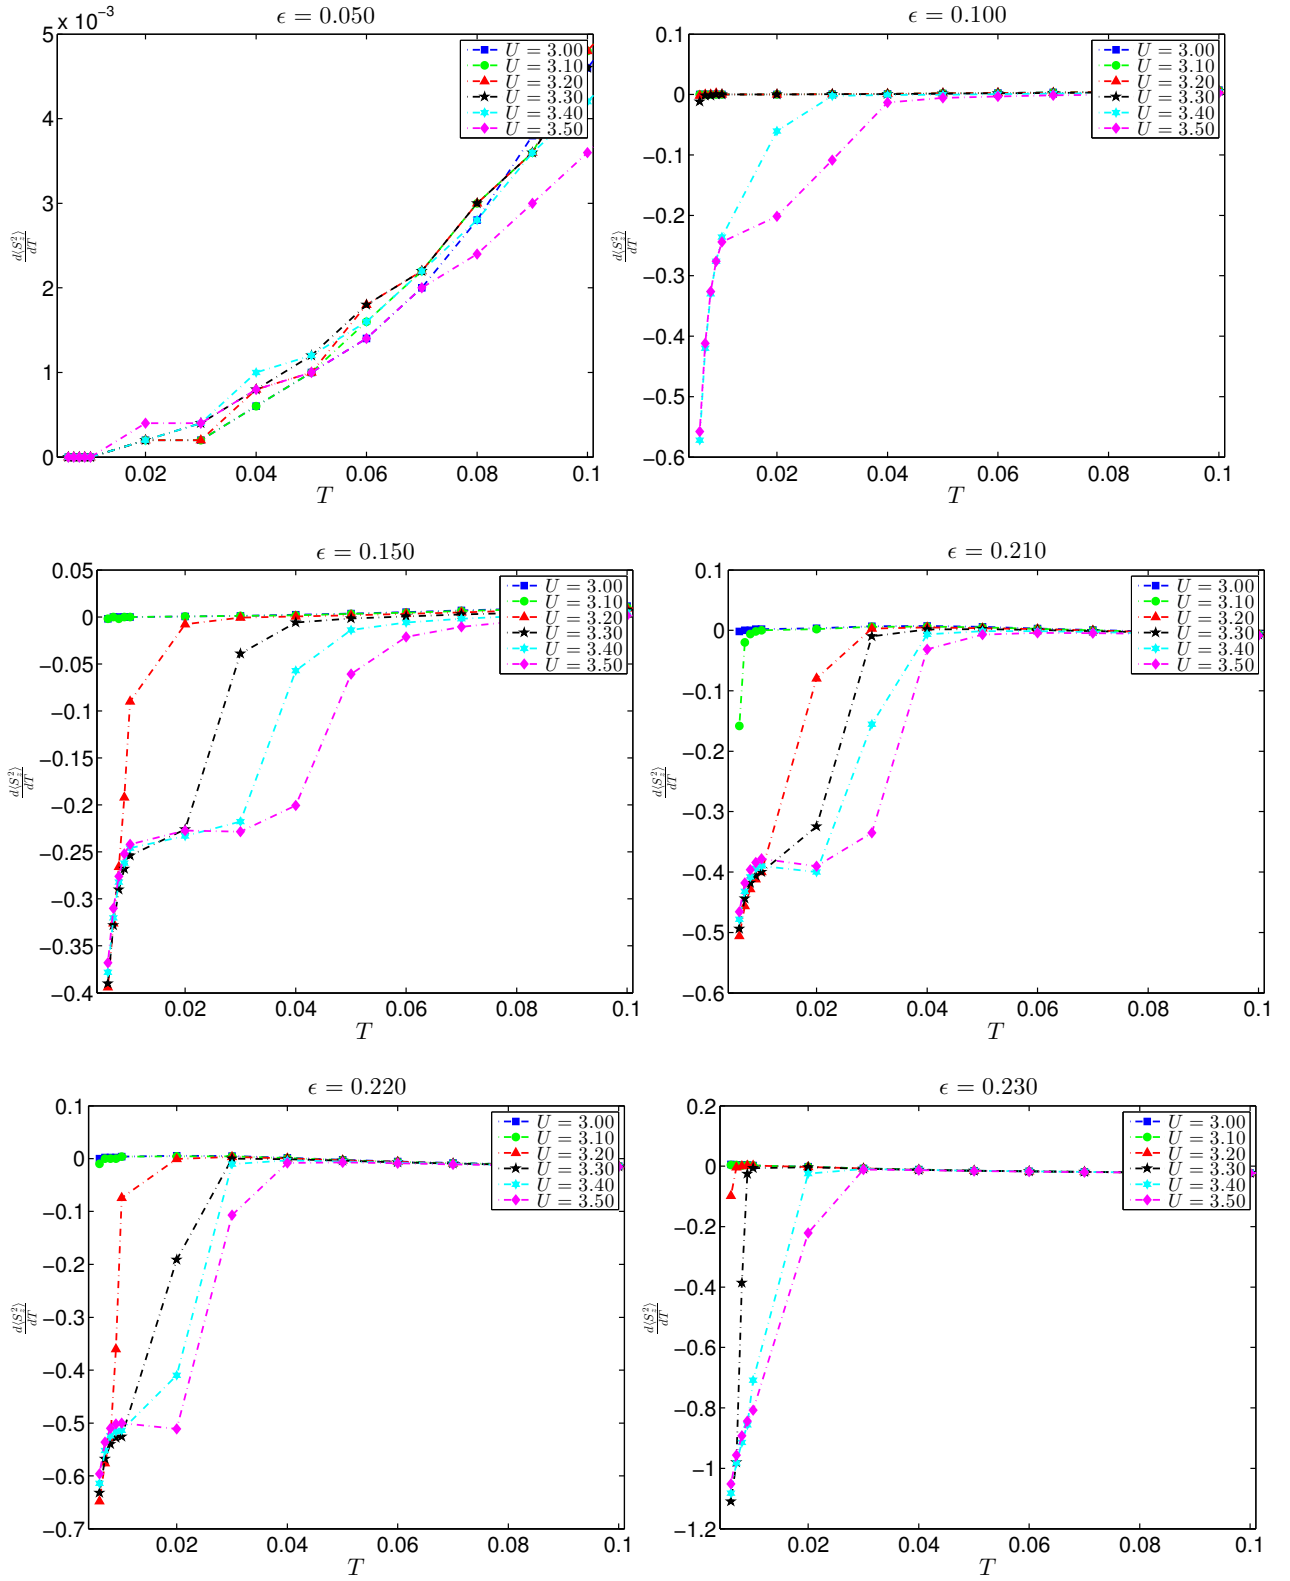 ϵ = 0.050
5 x 10⁻³
4
3
2
1
0
0.02 0.04 0.06 0.08 0.1
T
d⟨S_z²⟩/dT
U = 3.00
U = 3.10
U = 3.20
U = 3.30
U = 3.40
U = 3.50
ϵ = 0.100
0.1
0
−0.1
−0.2
−0.3
−0.4
−0.5
−0.6
0.02 0.04 0.06 0.08 0.1
T
d⟨S_z²⟩/dT
U = 3.00
U = 3.10
U = 3.20
U = 3.30
U = 3.40
U = 3.50
ϵ = 0.150
0.05
0
−0.05
−0.1
−0.15
−0.2
−0.25
−0.3
−0.35
−0.4
0.02 0.04 0.06 0.08 0.1
T
d⟨S_z²⟩/dT
U = 3.00
U = 3.10
U = 3.20
U = 3.30
U = 3.40
U = 3.50
ϵ = 0.210
0.1
0
−0.1
−0.2
−0.3
−0.4
−0.5
−0.6
0.02 0.04 0.06 0.08 0.1
T
d⟨S_z²⟩/dT
U = 3.00
U = 3.10
U = 3.20
U = 3.30
U = 3.40
U = 3.50
ϵ = 0.220
0.1
0
−0.1
−0.2
−0.3
−0.4
−0.5
−0.6
−0.7
0.02 0.04 0.06 0.08 0.1
T
d⟨S_z²⟩/dT
U = 3.00
U = 3.10
U = 3.20
U = 3.30
U = 3.40
U = 3.50
ϵ = 0.230
0.2
0
−0.2
−0.4
−0.6
−0.8
−1
−1.2
0.02 0.04 0.06 0.08 0.1
T
d⟨S_z²⟩/dT
U = 3.00
U = 3.10
U = 3.20
U = 3.30
U = 3.40
U = 3.50